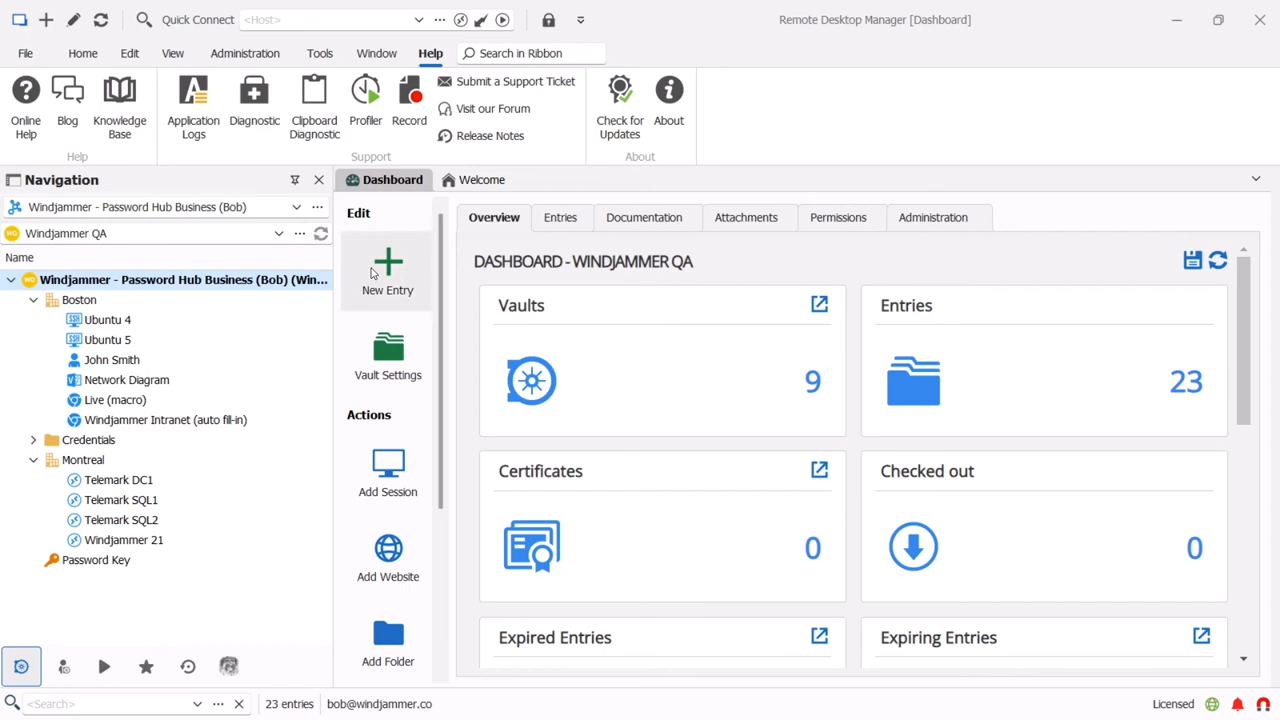 Quick Connect <Host> Remote Desktop Manager [Dashboard]
File Home Edit View Administration Tools Window Help Search in Ribbon
Online Help
Blog
Knowledge Base
Help
Application Logs
Diagnostic
Clipboard Diagnostic
Profiler
Record
Submit a Support Ticket
Visit our Forum
Release Notes
Support
Check for Updates
About
About
Navigation
Windjammer - Password Hub Business (Bob)
Windjammer QA
Name
Windjammer - Password Hub Business (Bob) (Win...
Boston
Ubuntu 4
Ubuntu 5
John Smith
Network Diagram
Live (macro)
Windjammer Intranet (auto fill-in)
Credentials
Montreal
Telemark DC1
Telemark SQL1
Telemark SQL2
Windjammer 21
Password Key
Dashboard Welcome
Edit
New Entry
Vault Settings
Actions
Add Session
Add Website
Add Folder
Overview Entries Documentation Attachments Permissions Administration
DASHBOARD - WINDJAMMER QA
Vaults
9
Entries
23
Certificates
0
Checked out
0
Expired Entries
Expiring Entries
<Search> 23 entries bob@windjammer.co Licensed